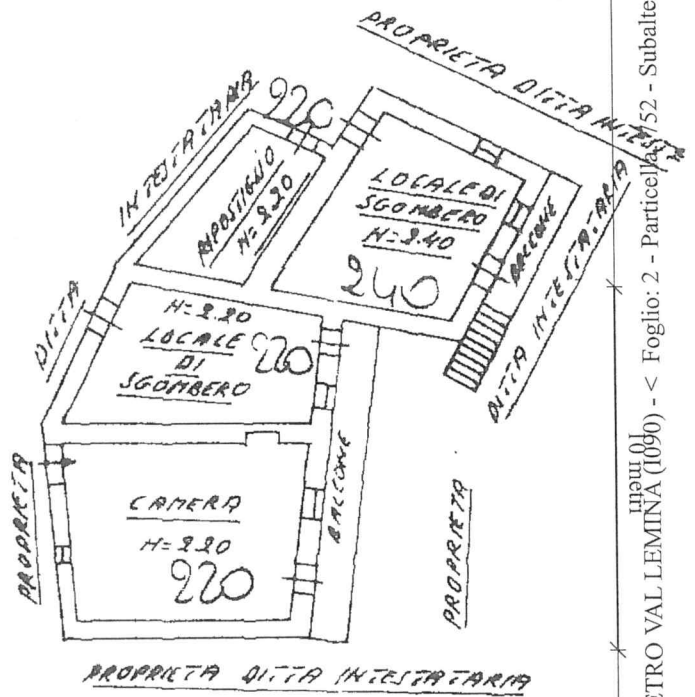 PROPRIETA DITTA INTESTA
INTESTATARIA
220
RIPOSTIGLIO
H=2.20
LOCALE DI
SGOMBERO
H=2.40
240
BALCONE
DITTA INTESTATARIA
DITTA
H=2.20
LOCALE
DI
SGOMBERO
220
BALCONE
PROPRIETA
CAMERA
H=2.20
220
PROPRIETA
PROPRIETA DITTA INTESTATARIA
10 metri
ETRO VAL LEMINA (I090) - < Foglio: 2 - Particella: 752 - Subalte